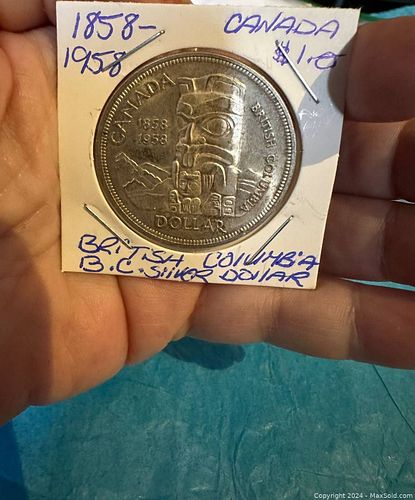 1858-
1958
CANADA
$1.00
CANADA
1858
1958
BRITISH COLUMBIA
DOLLAR
BRITISH COLUMBIA
B.C. SILVER DOLLAR
Copyright 2024 - MaxSold.com